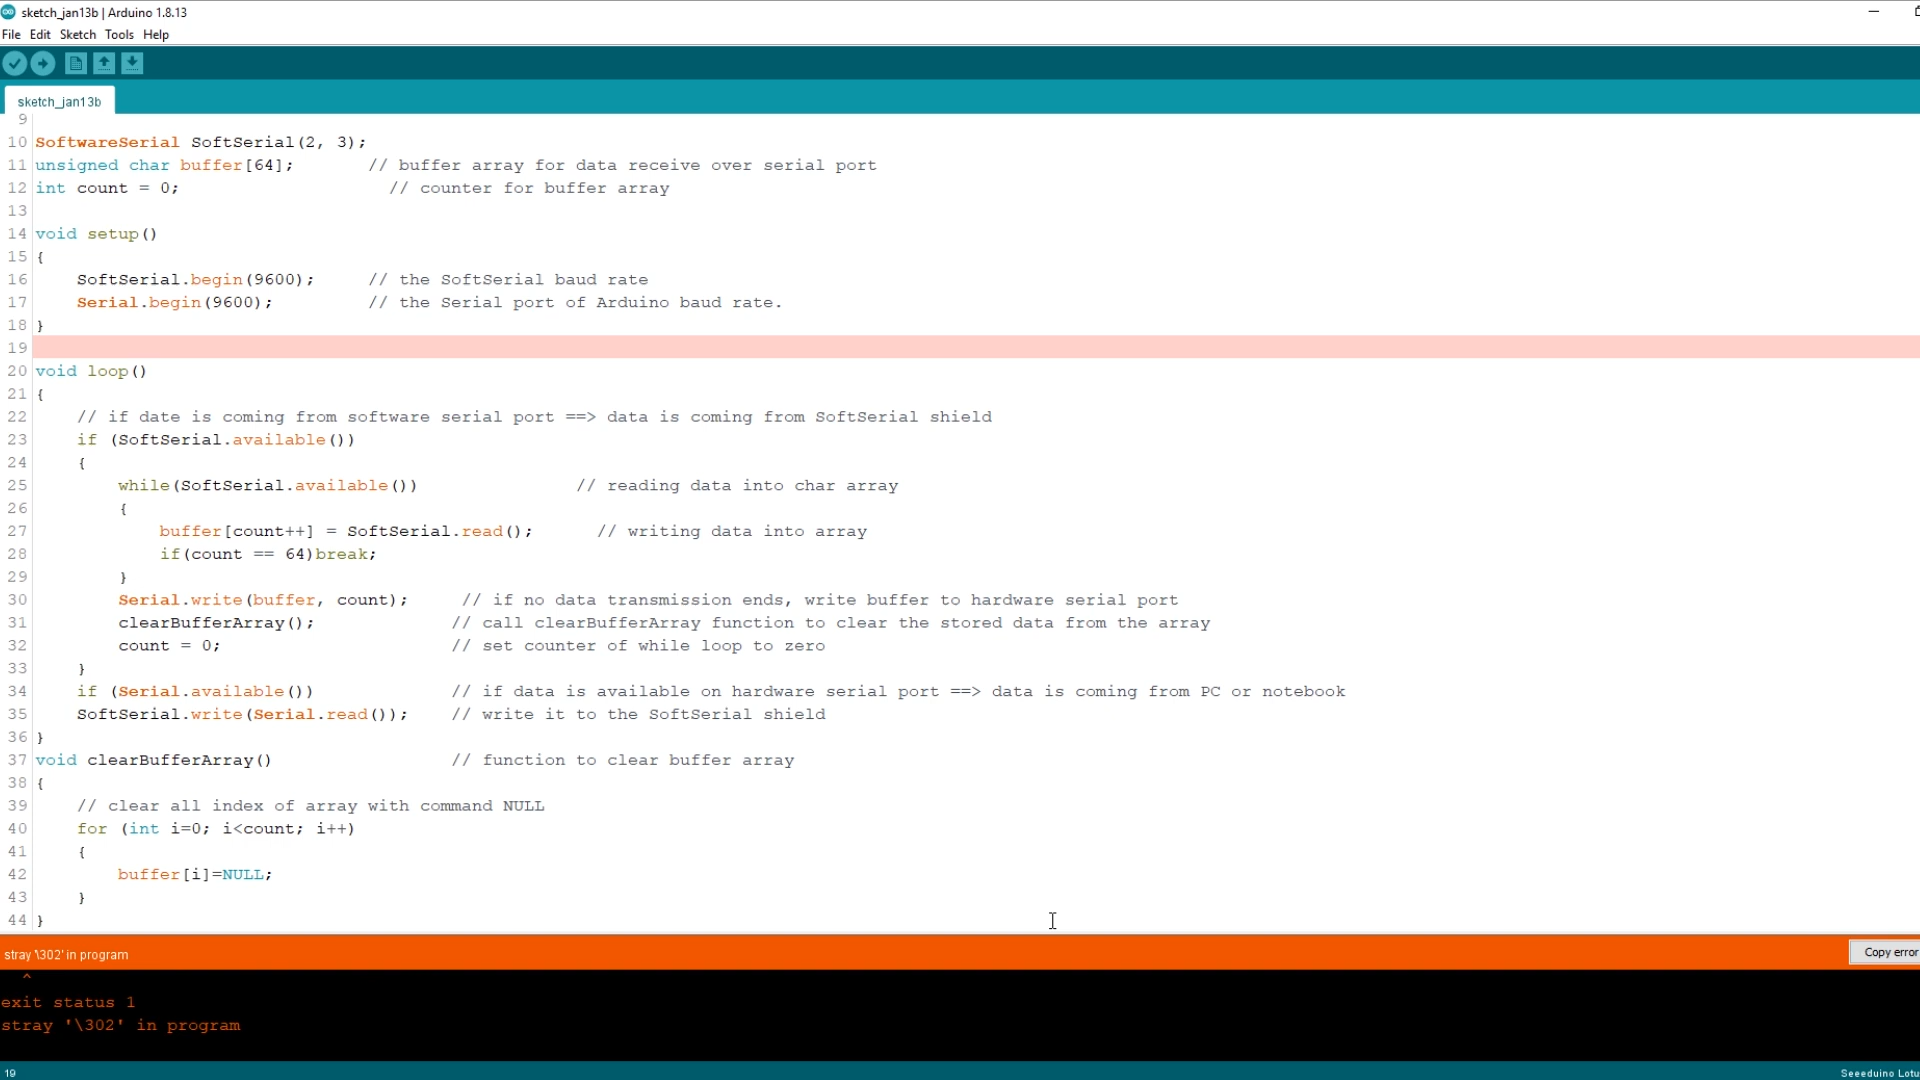 sketch_jan13b | Arduino 1.8.13
File Edit Sketch Tools Help
sketch_jan13b
9
10 SoftwareSerial SoftSerial(2, 3);
11 unsigned char buffer[64];       // buffer array for data receive over serial port
12 int count = 0;                    // counter for buffer array
13
14 void setup()
15 {
16     SoftSerial.begin(9600);     // the SoftSerial baud rate
17     Serial.begin(9600);         // the Serial port of Arduino baud rate.
18 }
19
20 void loop()
21 {
22     // if date is coming from software serial port ==> data is coming from SoftSerial shield
23     if (SoftSerial.available())
24     {
25         while(SoftSerial.available())               // reading data into char array
26         {
27             buffer[count++] = SoftSerial.read();      // writing data into array
28             if(count == 64)break;
29         }
30         Serial.write(buffer, count);     // if no data transmission ends, write buffer to hardware serial port
31         clearBufferArray();             // call clearBufferArray function to clear the stored data from the array
32         count = 0;                      // set counter of while loop to zero
33     }
34     if (Serial.available())             // if data is available on hardware serial port ==> data is coming from PC or notebook
35     SoftSerial.write(Serial.read());    // write it to the SoftSerial shield
36 }
37 void clearBufferArray()                 // function to clear buffer array
38 {
39     // clear all index of array with command NULL
40     for (int i=0; i<count; i++)
41     {
42         buffer[i]=NULL;
43     }
44 }
stray '\302' in program
Copy error
^
exit status 1
stray '\302' in program
19
Seeeduino Lotu